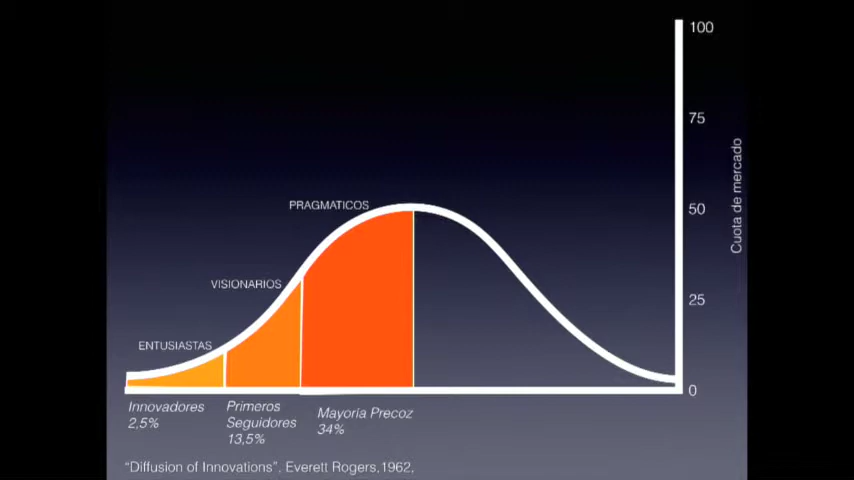 100
75
50
25
0
Cuota de mercado
PRAGMATICOS
VISIONARIOS
ENTUSIASTAS
Innovadores
2,5%
Primeros
Seguidores
13,5%
Mayoría Precoz
34%
"Diffusion of Innovations", Everett Rogers,1962,